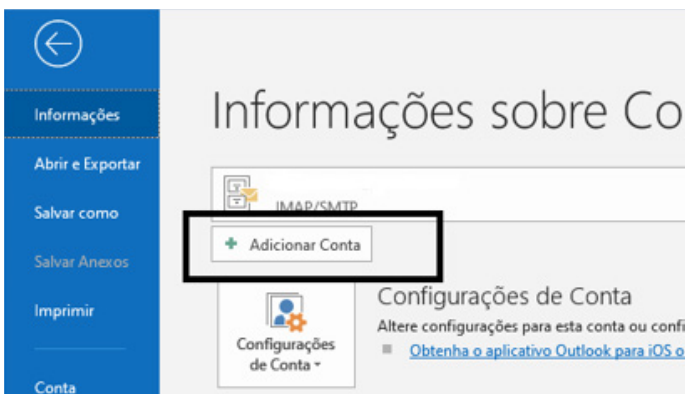 Informações
Abrir e Exportar
Salvar como
Salvar Anexos
Imprimir
Conta
Informações sobre Co
IMAP/SMTP
Adicionar Conta
Configurações
de Conta
Configurações de Conta
Altere configurações para esta conta ou confi
Obtenha o aplicativo Outlook para iOS o